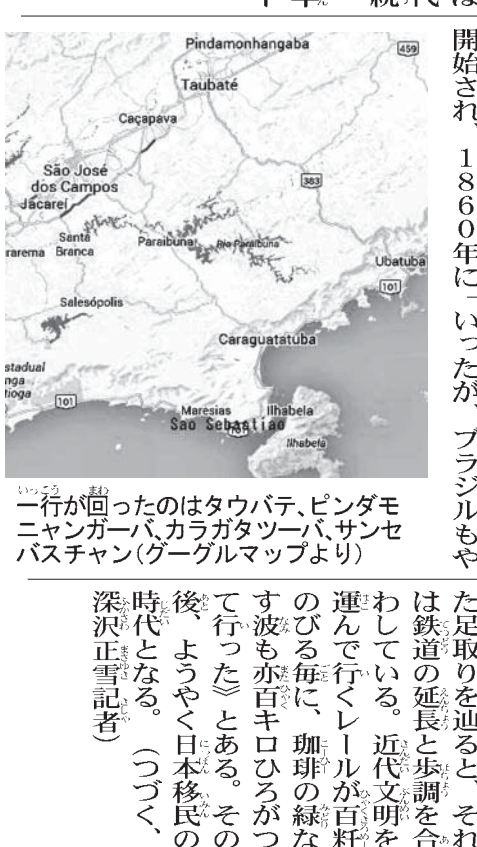 開始され、1860年に「いったが、ブラジルもや
Pindamonhangaba
459
Taubaté
Caçapava
São José
dos Campos
383
Jacareí
Santa
Branca
Paraibuna
Rio Paraibuna
rarema
Ubatuba
101
Salesópolis
Caraguatatuba
stadual
nga
tioga
101
Maresias
Ilhabela
Sao Sebastiao
101
Ilhabela
一行が回ったのはタウバテ、ピンダモ
ニャンガーバ、カラガタツーバ、サンセ
バスチャン(グーグルマップより)
た足取りを辿ると、それ
は鉄道の延長と歩調を合
わしている。近代文明を
運んで行くレールが百粁
のびる毎に、珈琲の緑な
す波も亦百キロひろがつ
て行った》とある。その
後、ようやく日本移民の
時代となる。(つづく、
深沢正雪記者)